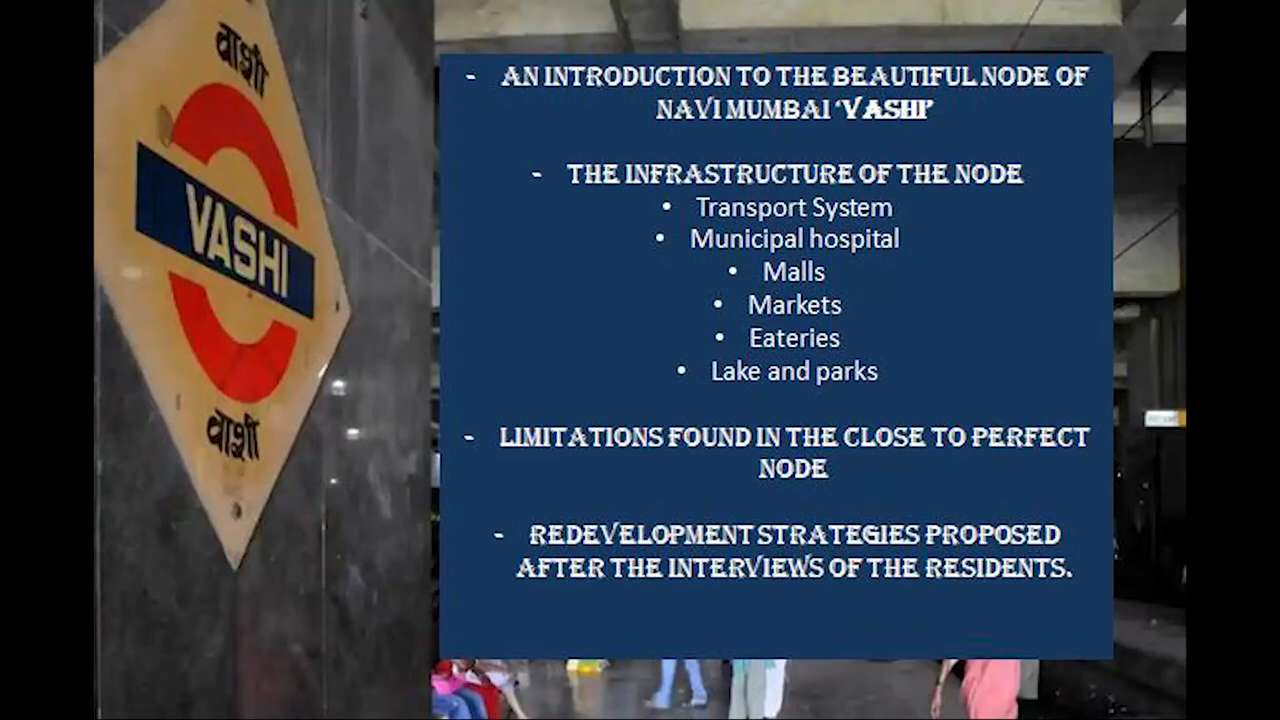 वाशी
VASHI
वाशी
- AN INTRODUCTION TO THE BEAUTIFUL NODE OF
NAVI MUMBAI ‘VASHI’
- THE INFRASTRUCTURE OF THE NODE
• Transport System
• Municipal hospital
• Malls
• Markets
• Eateries
• Lake and parks
- LIMITATIONS FOUND IN THE CLOSE TO PERFECT
NODE
- REDEVELOPMENT STRATEGIES PROPOSED
AFTER THE INTERVIEWS OF THE RESIDENTS.